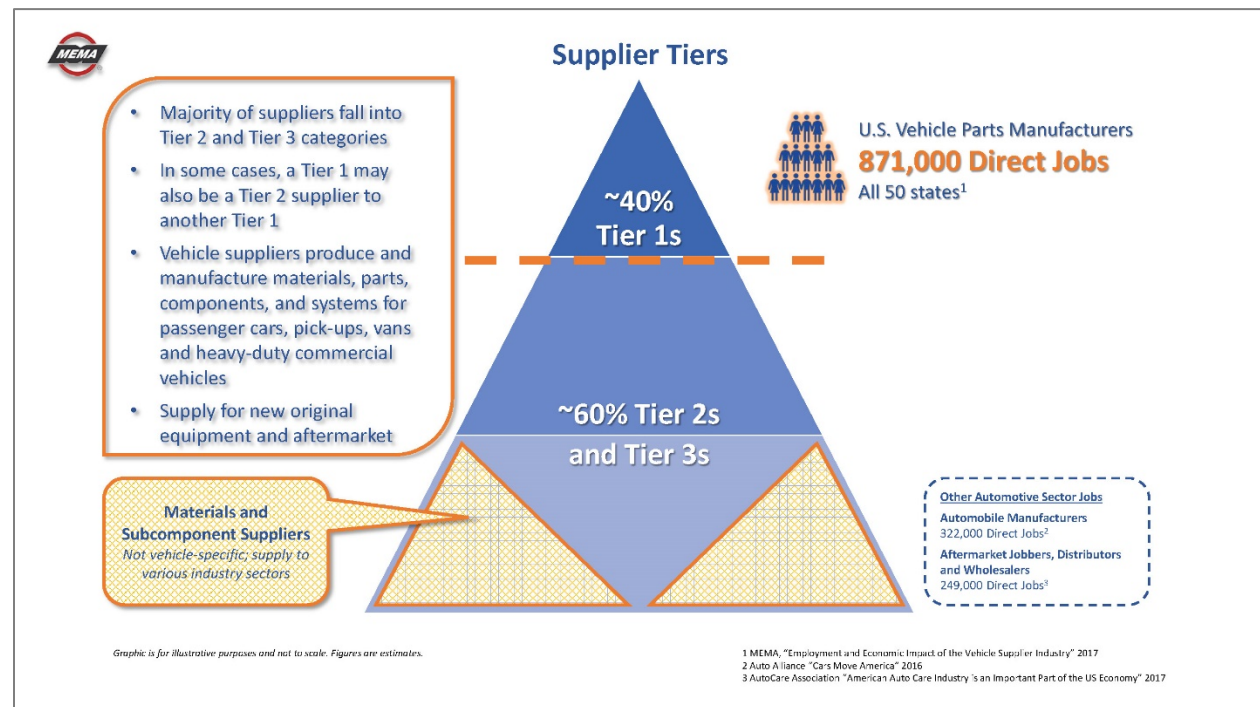 MEMA
Supplier Tiers
• Majority of suppliers fall into
Tier 2 and Tier 3 categories
• In some cases, a Tier 1 may
also be a Tier 2 supplier to
another Tier 1
• Vehicle suppliers produce and
manufacture materials, parts,
components, and systems for
passenger cars, pick-ups, vans
and heavy-duty commercial
vehicles
• Supply for new original
equipment and aftermarket
U.S. Vehicle Parts Manufacturers
871,000 Direct Jobs
All 50 states¹
~40%
Tier 1s
~60% Tier 2s
and Tier 3s
Materials and
Subcomponent Suppliers
Not vehicle-specific; supply to
various industry sectors
Other Automotive Sector Jobs
Automobile Manufacturers
322,000 Direct Jobs²
Aftermarket Jobbers, Distributors
and Wholesalers
249,000 Direct Jobs³
Graphic is for illustrative purposes and not to scale. Figures are estimates.
1 MEMA, "Employment and Economic Impact of the Vehicle Supplier Industry" 2017
2 Auto Alliance "Cars Move America" 2016
3 AutoCare Association "American Auto Care Industry is an Important Part of the US Economy" 2017